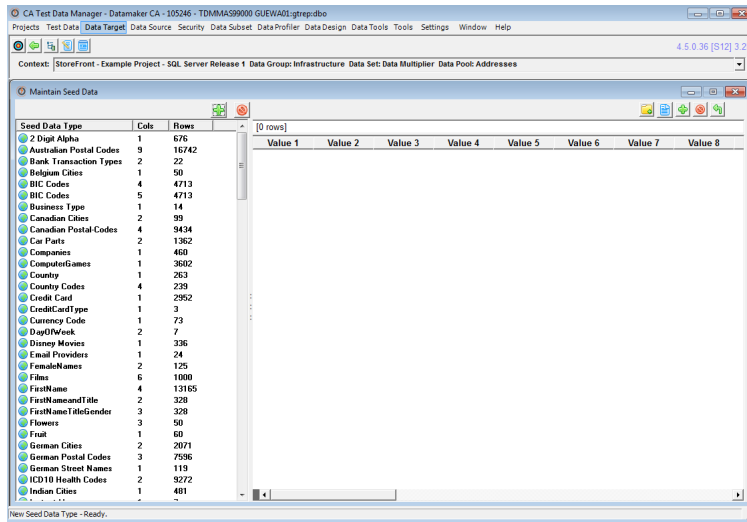 CA Test Data Manager - Datamaker CA - 105246 - TDMMAS99000 GUEWA01:gtrep:dbo
Projects Test Data Data Target Data Source Security Data Subset Data Profiler Data Design Data Tools Tools Settings Window Help
4.5.0.36 [S12] 3.2
Context: StoreFront - Example Project - SQL Server Release 1 Data Group: Infrastructure Data Set: Data Multiplier Data Pool: Addresses
Maintain Seed Data
Seed Data Type Cols Rows
[0 rows]
Value 1 Value 2 Value 3 Value 4 Value 5 Value 6 Value 7 Value 8
2 Digit Alpha 1 676
Australian Postal Codes 9 16742
Bank Transaction Types 2 22
Belgium Cities 1 50
BIC Codes 4 4713
BIC Codes 5 4713
Business Type 1 14
Canadian Cities 2 99
Canadian Postal-Codes 4 9434
Car Parts 2 1362
Companies 1 460
ComputerGames 1 3602
Country 1 263
Country Codes 4 239
Credit Card 1 2952
CreditCardType 1 3
Currency Code 1 73
DayOfWeek 2 7
Disney Movies 1 336
Email Providers 1 24
FemaleNames 2 125
Films 6 1000
FirstName 4 13165
FirstNameandTitle 2 328
FirstNameTitleGender 3 328
Flowers 3 50
Fruit 1 60
German Cities 2 2071
German Postal Codes 3 7596
German Street Names 1 119
ICD10 Health Codes 2 9272
Indian Cities 1 481
New Seed Data Type - Ready.